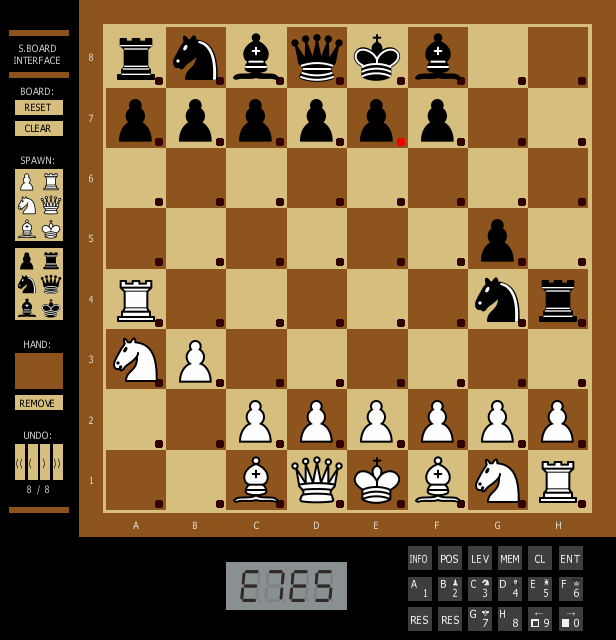 S.BOARD
INTERFACE
BOARD:
RESET
CLEAR
SPAWN:
HAND:
REMOVE
UNDO:
⟨⟨ ⟨ ⟩ ⟩⟩
8 / 8
8
7
6
5
4
3
2
1
A B C D E F G H
E7E5
INFO POS LEV MEM CL ENT
A 1 B 2 C 3 D 4 E 5 F 6
RES RES G 7 H 8 ← 9 → 0